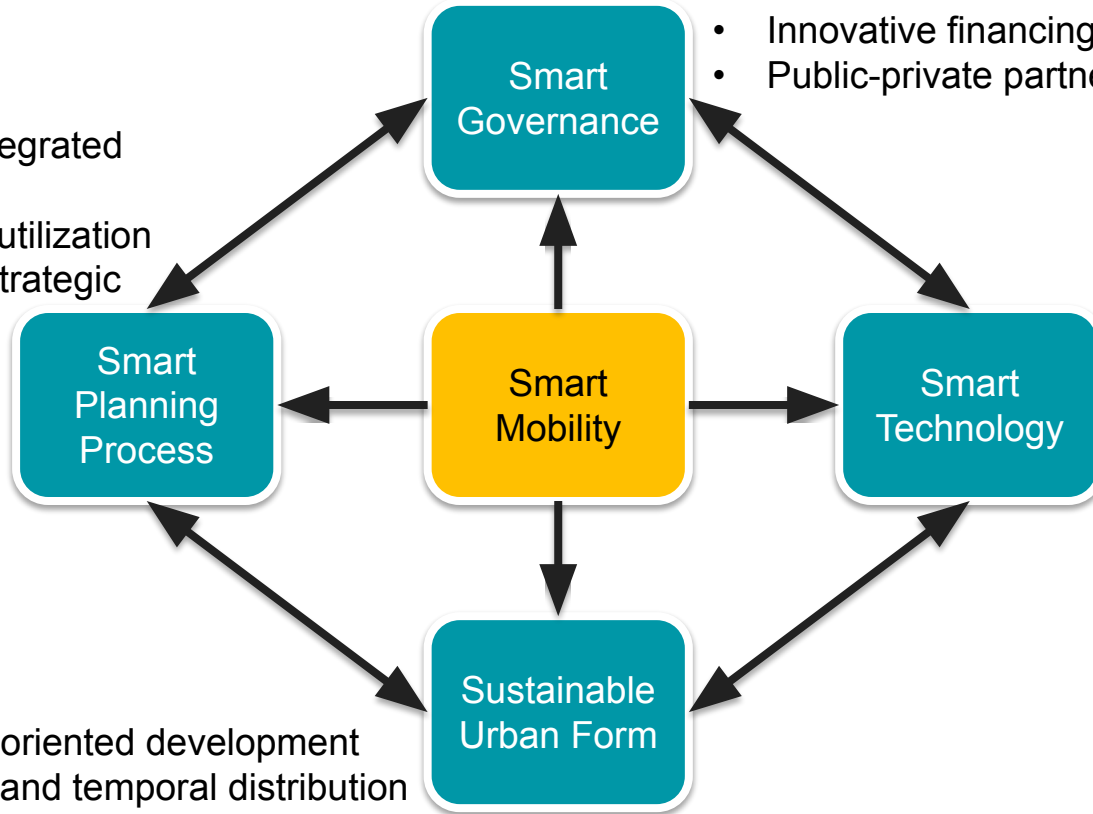 Smart
Governance
• Innovative financing
• Public-private partne
egrated
utilization
trategic
Smart
Planning
Process
Smart
Mobility
Smart
Technology
Sustainable
Urban Form
oriented development
and temporal distribution